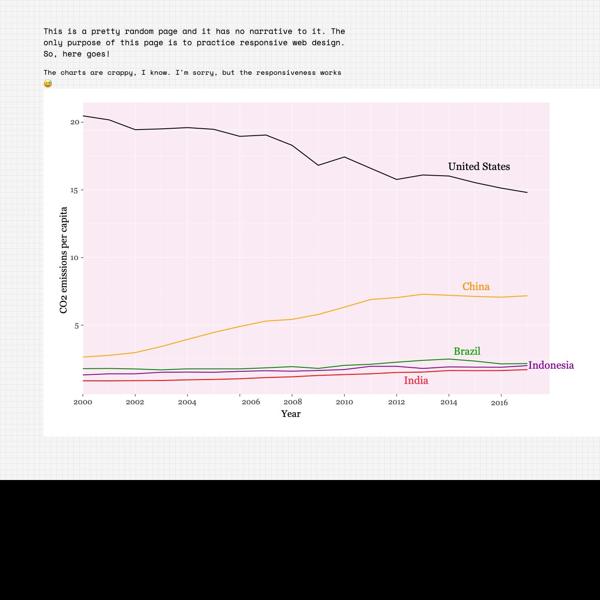 This is a pretty random page and it has no narrative to it. The
only purpose of this page is to practice responsive web design.
So, here goes!
The charts are crappy, I know. I'm sorry, but the responsiveness works
😅
20
United States
15
CO2 emissions per capita
10
China
5
Brazil
Indonesia
India
2000 2002 2004 2006 2008 2010 2012 2014 2016
Year